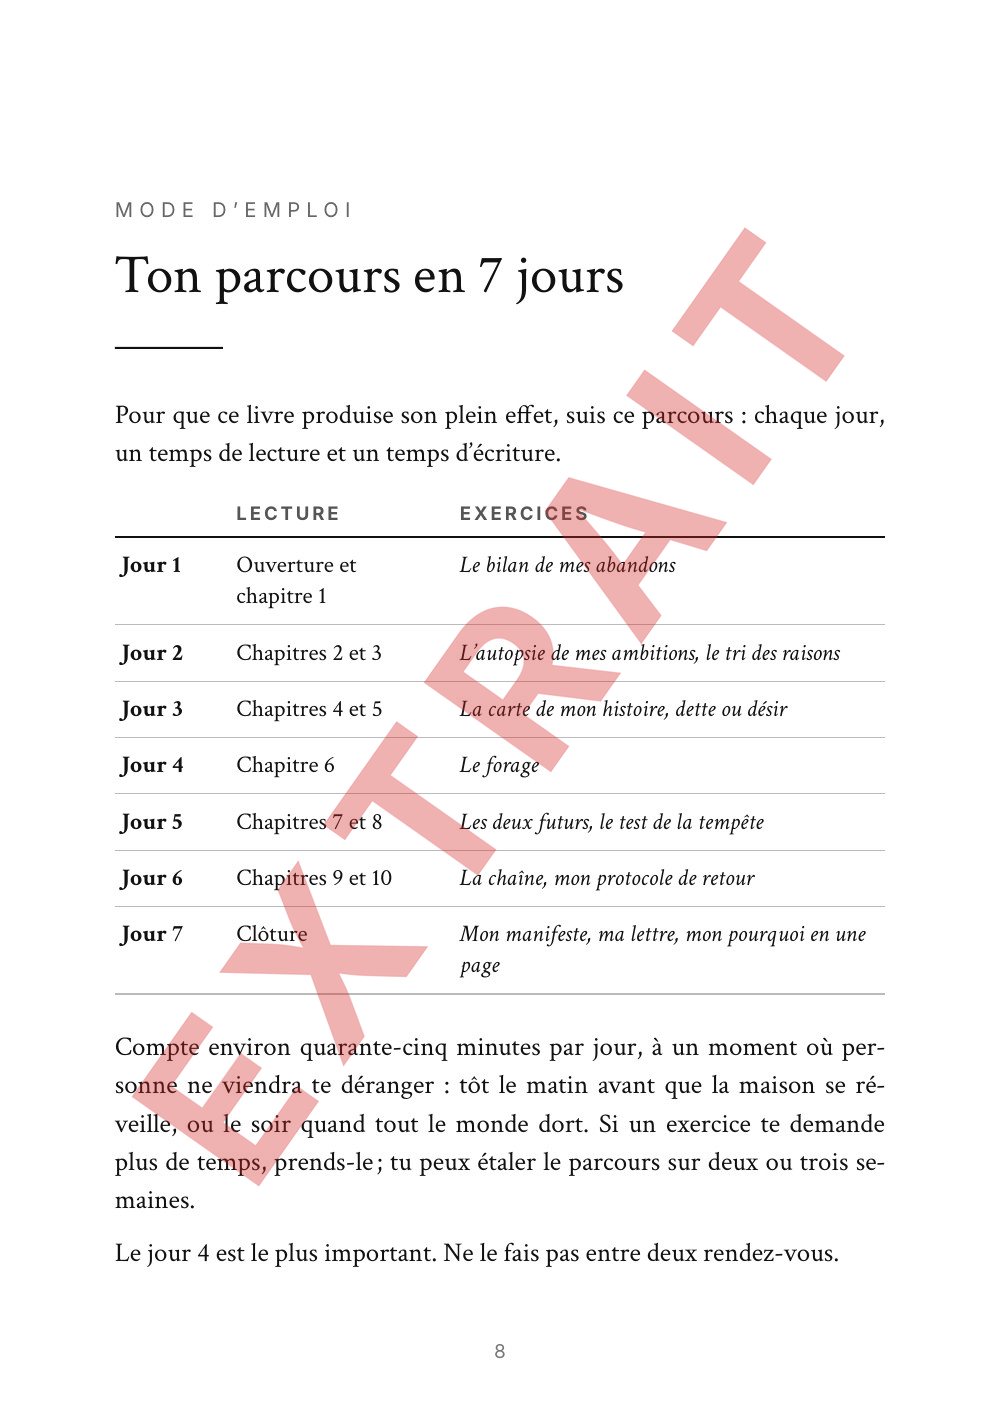 MODE D’EMPLOI
Ton parcours en 7 jours
Pour que ce livre produise son plein effet, suis ce parcours : chaque jour,
un temps de lecture et un temps d’écriture.
LECTURE EXERCICES
Jour 1 Ouverture et Le bilan de mes abandons
chapitre 1
Jour 2 Chapitres 2 et 3 L’autopsie de mes ambitions, le tri des raisons
Jour 3 Chapitres 4 et 5 La carte de mon histoire, dette ou désir
Jour 4 Chapitre 6 Le forage
Jour 5 Chapitres 7 et 8 Les deux futurs, le test de la tempête
Jour 6 Chapitres 9 et 10 La chaîne, mon protocole de retour
Jour 7 Clôture Mon manifeste, ma lettre, mon pourquoi en une
page
Compte environ quarante-cinq minutes par jour, à un moment où per-
sonne ne viendra te déranger : tôt le matin avant que la maison se ré-
veille, ou le soir quand tout le monde dort. Si un exercice te demande
plus de temps, prends-le ; tu peux étaler le parcours sur deux ou trois se-
maines.
Le jour 4 est le plus important. Ne le fais pas entre deux rendez-vous.
8
EXTRAIT